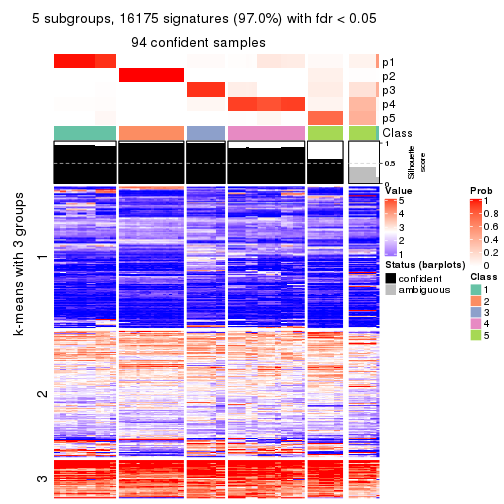 5 subgroups, 16175 signatures (97.0%) with fdr < 0.05
94 confident samples
p1
p2
p3
p4
p5
Class
1
0.5
0
Silhouette
score
k-means with 3 groups
1
2
3
Value
5
4
3
2
1
Status (barplots)
confident
ambiguous
Prob
1
0.8
0.6
0.4
0.2
0
Class
1
2
3
4
5